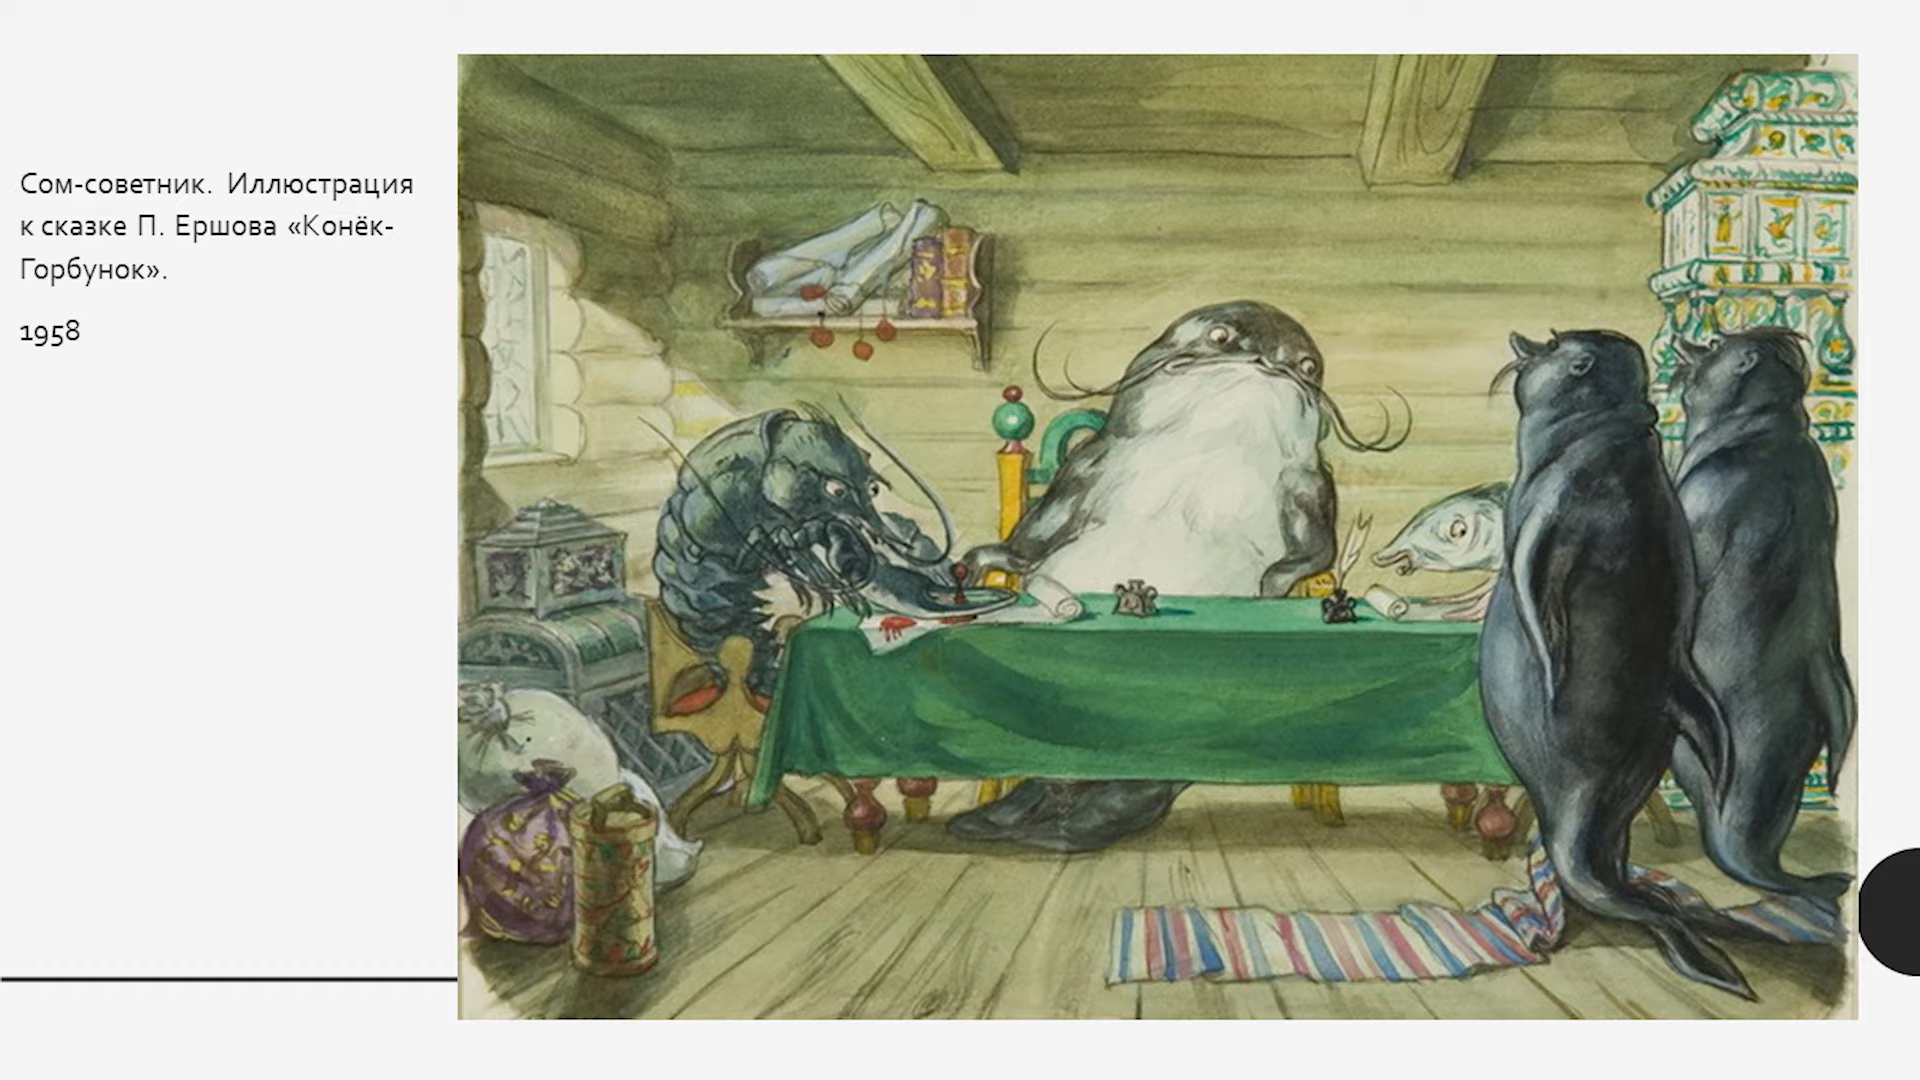 Сом-советник. Иллюстрация
к сказке П. Ершова «Конёк-
Горбунок».
1958